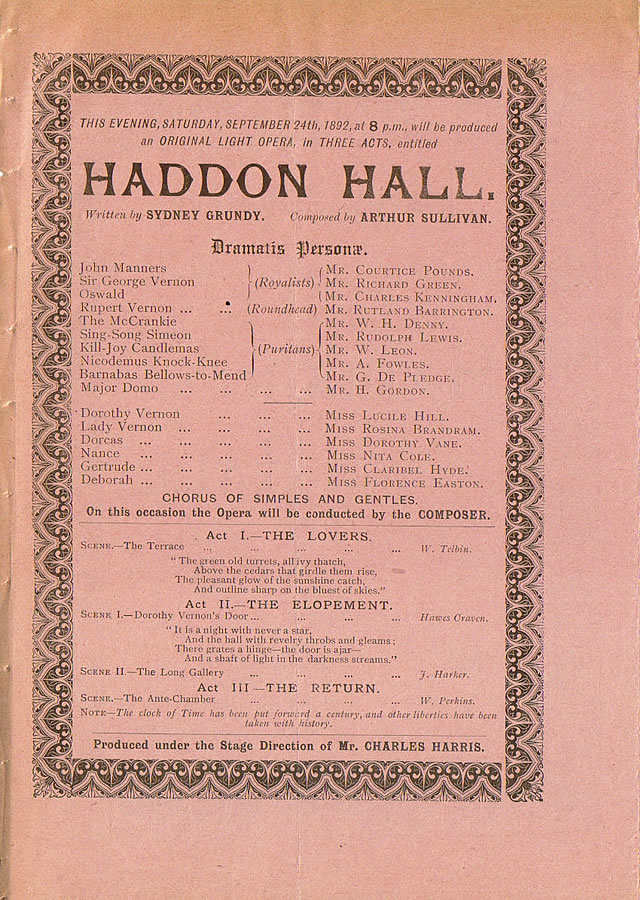 THIS EVENING, SATURDAY, SEPTEMBER 24th, 1892, at 8 p.m., will be produced
an ORIGINAL LIGHT OPERA, in THREE ACTS, entitled
HADDON HALL.
Written by SYDNEY GRUNDY. Composed by ARTHUR SULLIVAN.
Dramatis Personæ.
John Manners (Royalists) MR. COURTICE POUNDS.
Sir George Vernon MR. RICHARD GREEN.
Oswald MR. CHARLES KENNINGHAM.
Rupert Vernon ... ... (Roundhead) MR. RUTLAND BARRINGTON.
The McCrankie (Puritans) MR. W. H. DENNY.
Sing-Song Simeon MR. RUDOLPH LEWIS.
Kill-Joy Candlemas MR. W. LEON.
Nicodemus Knock-Knee MR. A. FOWLES.
Barnabas Bellows-to-Mend MR. G. DE PLEDGE.
Major Domo ... ... ... ... MR. H. GORDON.
Dorothy Vernon ... ... ... MISS LUCILE HILL.
Lady Vernon ... ... ... ... MISS ROSINA BRANDRAM.
Dorcas ... ... ... ... ... MISS DOROTHY VANE.
Nance ... ... ... ... MISS NITA COLE.
Gertrude ... ... ... ... ... MISS CLARIBEL HYDE.
Deborah ... ... ... ... ... MISS FLORENCE EASTON.
CHORUS OF SIMPLES AND GENTLES.
On this occasion the Opera will be conducted by the COMPOSER.
Act I.—THE LOVERS.
SCENE.—The Terrace ... ... ... ... ... W. Telbin.
"The green old turrets, all ivy thatch,
Above the cedars that girdle them rise,
The pleasant glow of the sunshine catch,
And outline sharp on the bluest of skies."
Act II.—THE ELOPEMENT.
SCENE I.—Dorothy Vernon's Door ... ... ... ... Hawes Craven.
"It is a night with never a star,
And the hall with revelry throbs and gleams;
There grates a hinge—the door is ajar—
And a shaft of light in the darkness streams."
SCENE II.—The Long Gallery ... ... ... ... J. Harker.
Act III—THE RETURN.
SCENE.—The Ante-Chamber ... ... ... ... W. Perkins.
NOTE—The clock of Time has been put forward a century, and other liberties have been
taken with history.
Produced under the Stage Direction of Mr. CHARLES HARRIS.